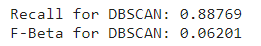 Recall for DBSCAN: 0.88769
F-Beta for DBSCAN: 0.06201